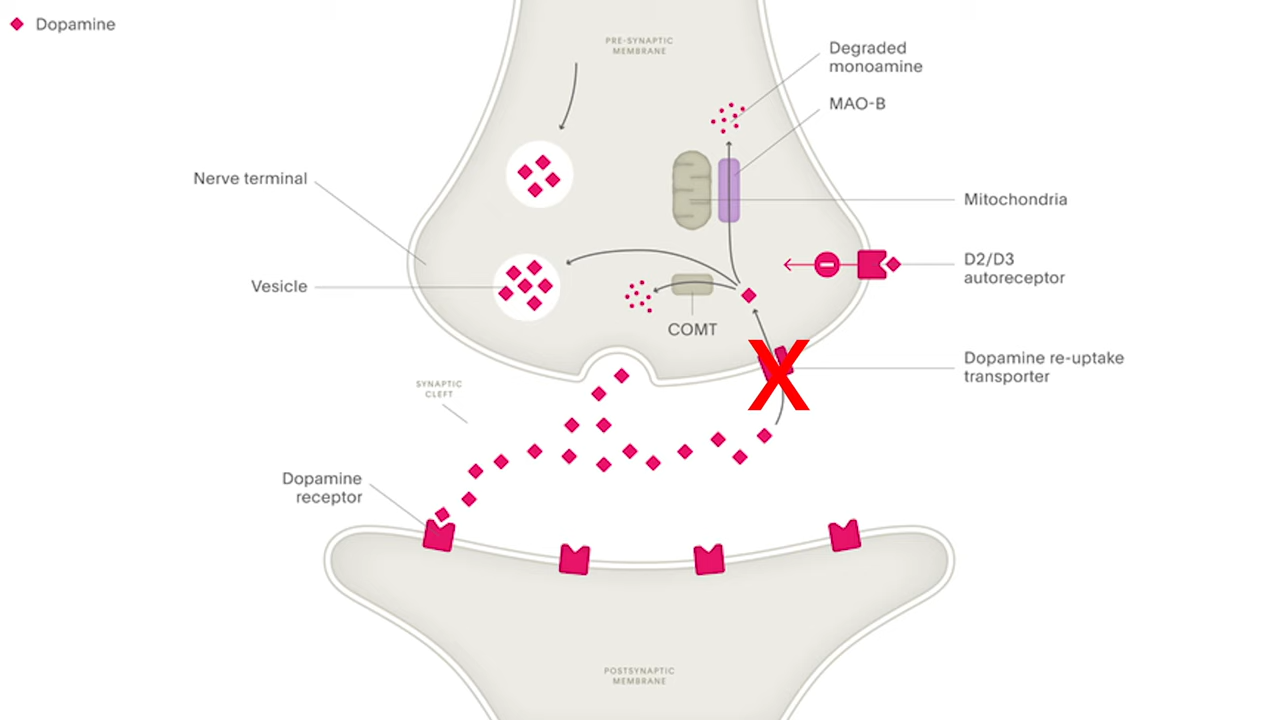 Dopamine
PRE-SYNAPTIC
MEMBRANE
Degraded
monoamine
MAO-B
Nerve terminal
Mitochondria
D2/D3
autoreceptor
Vesicle
COMT
Dopamine re-uptake
transporter
X
SYNAPTIC
CLEFT
Dopamine
receptor
POSTSYNAPTIC
MEMBRANE